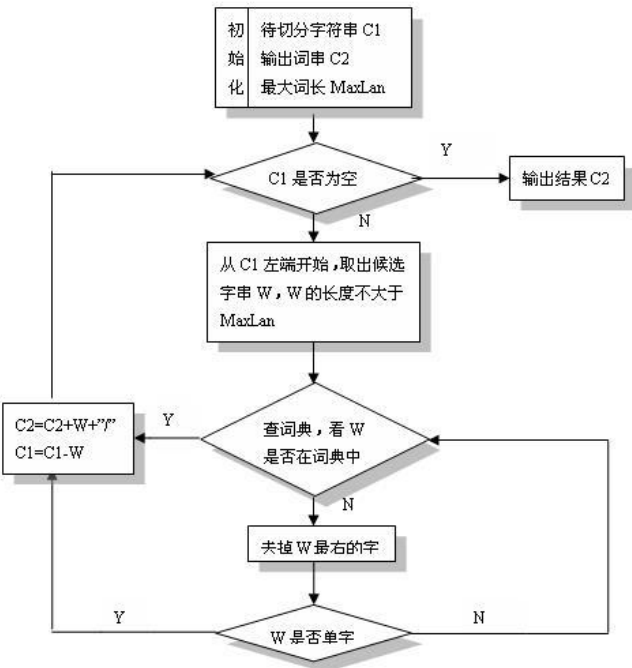 初 待切分字符串 C1
始 输出词串 C2
化 最大词长 MaxLan
C1 是否为空
Y
输出结果 C2
N
从 C1 左端开始，取出候选
字串 W，W 的长度不大于
MaxLan
查词典，看 W
是否在词典中
Y
C2=C2+W+"/"
C1=C1-W
N
去掉 W 最右的字
W 是否单字
Y
N